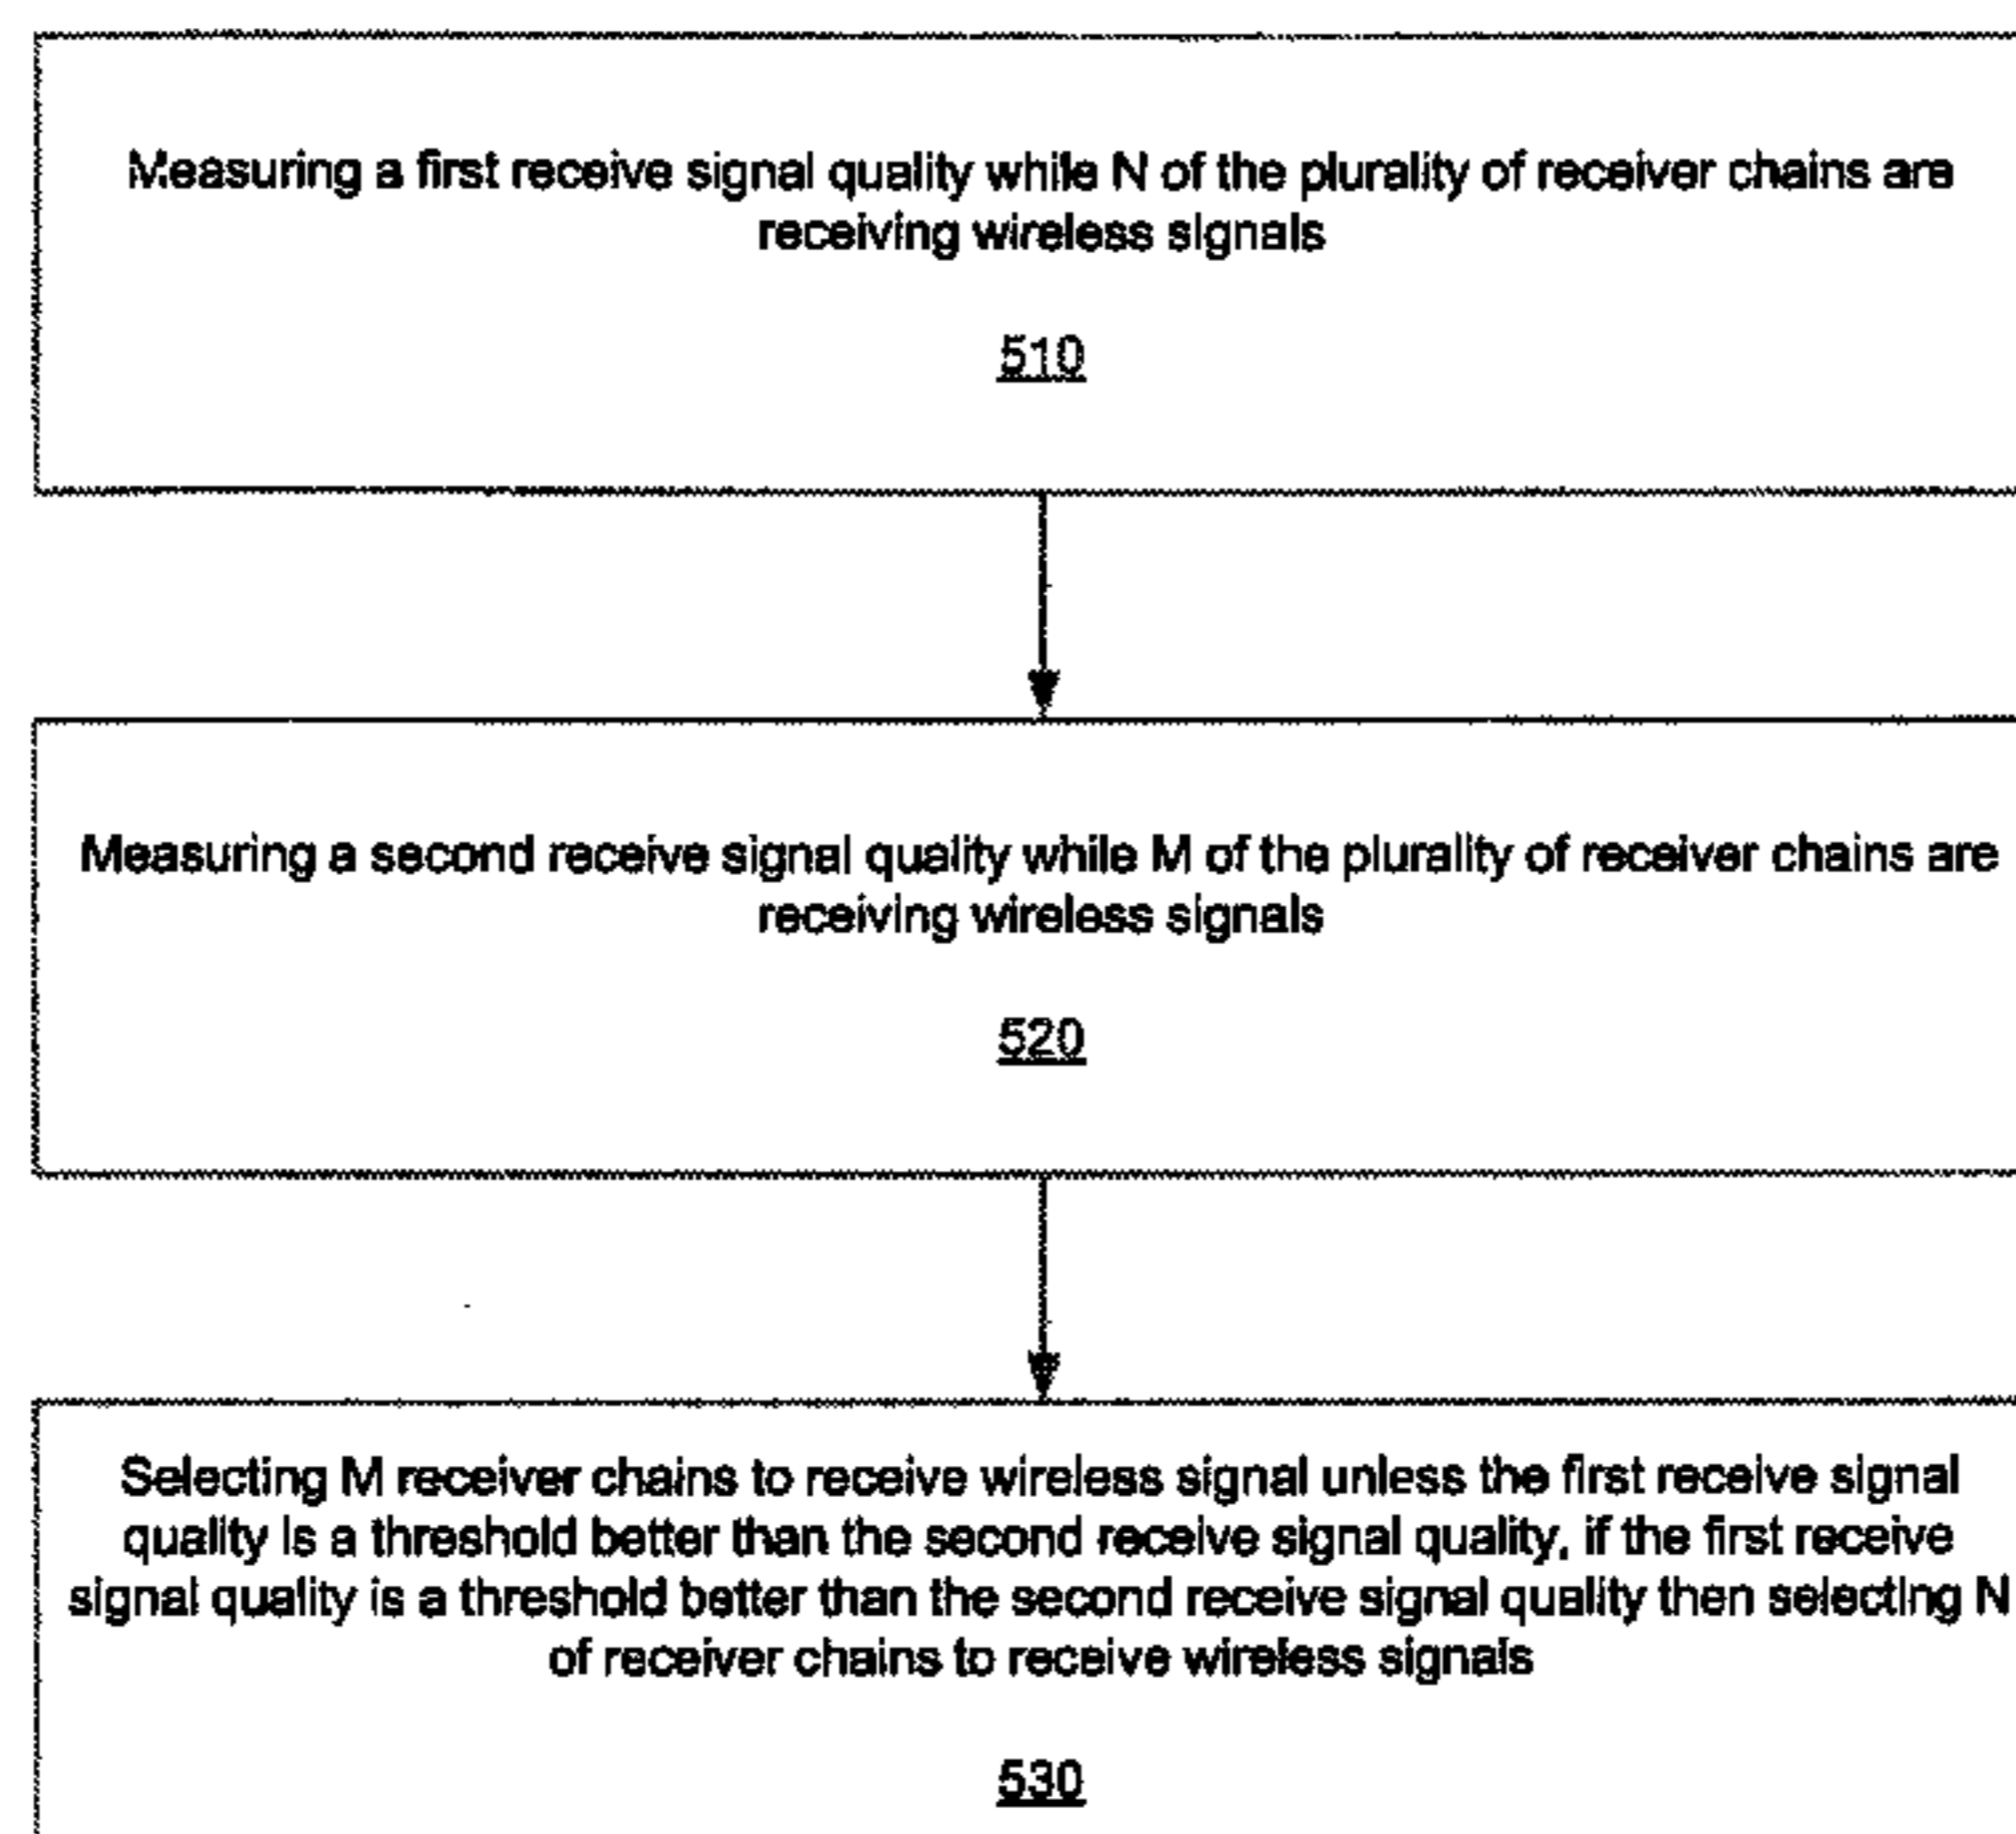 Measuring a first receive signal quality while N of the plurality of receiver chains are
receiving wireless signals
510
Measuring a second receive signal quality while M of the plurality of receiver chains are
receiving wireless signals
520
Selecting M receiver chains to receive wireless signal unless the first receive signal
quality is a threshold better than the second receive signal quality, if the first receive
signal quality is a threshold better than the second receive signal quality then selecting N
of receiver chains to receive wireless signals
530